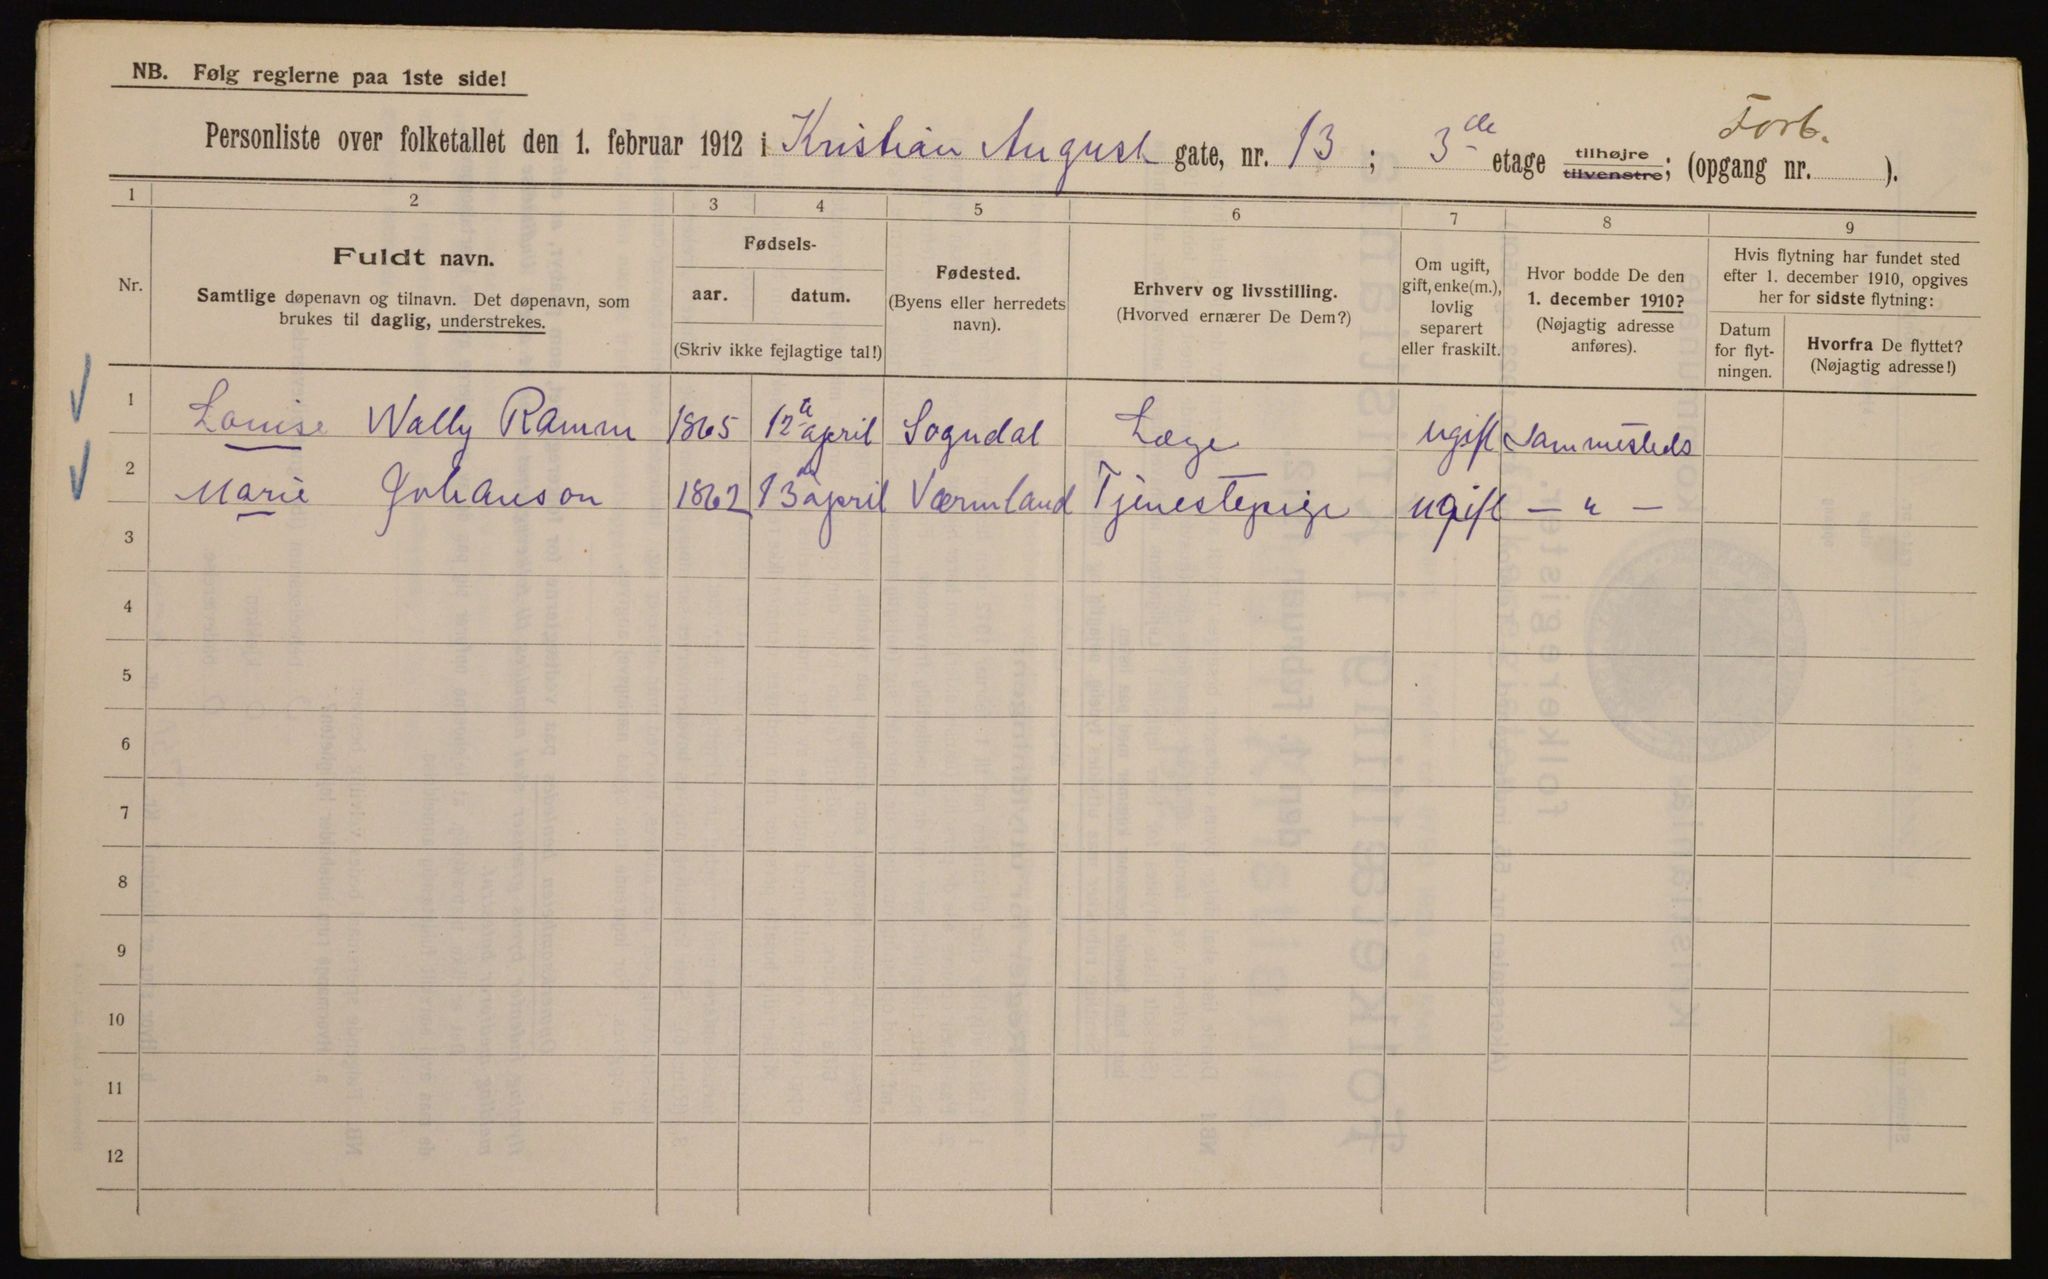 NB. Følg reglerne paa 1ste side!
Forb.
Personliste over folketallet den 1. februar 1912 i Kristian August gate, nr. 13 ; 3de etage tilhøjre tilvenstre; (opgang nr. ).
1 2 3 4 5 6 7 8 9
Nr.
Fuldt navn.
Samtlige døpenavn og tilnavn. Det døpenavn, som
brukes til daglig, understrekes.
Fødsels-
aar. datum.
(Skriv ikke fejlagtige tal!)
Fødested.
(Byens eller herredets
navn).
Erhverv og livsstilling.
(Hvorved ernærer De Dem?)
Om ugift,
gift, enke(m.),
lovlig
separert
eller fraskilt.
Hvor bodde De den
1. december 1910?
(Nøjagtig adresse
anføres).
Hvis flytning har fundet sted
efter 1. december 1910, opgives
her for sidste flytning:
Datum
for flyt-
ningen.
Hvorfra De flyttet?
(Nøjagtig adresse!)
1 Louise Wally Ramm 1865 12te april Sogndal Læge ugift Sammesteds
2 Marie Johanson 1862 13de april Værmland Tjenestepige ugift — " —
3
4
5
6
7
8
9
10
11
12